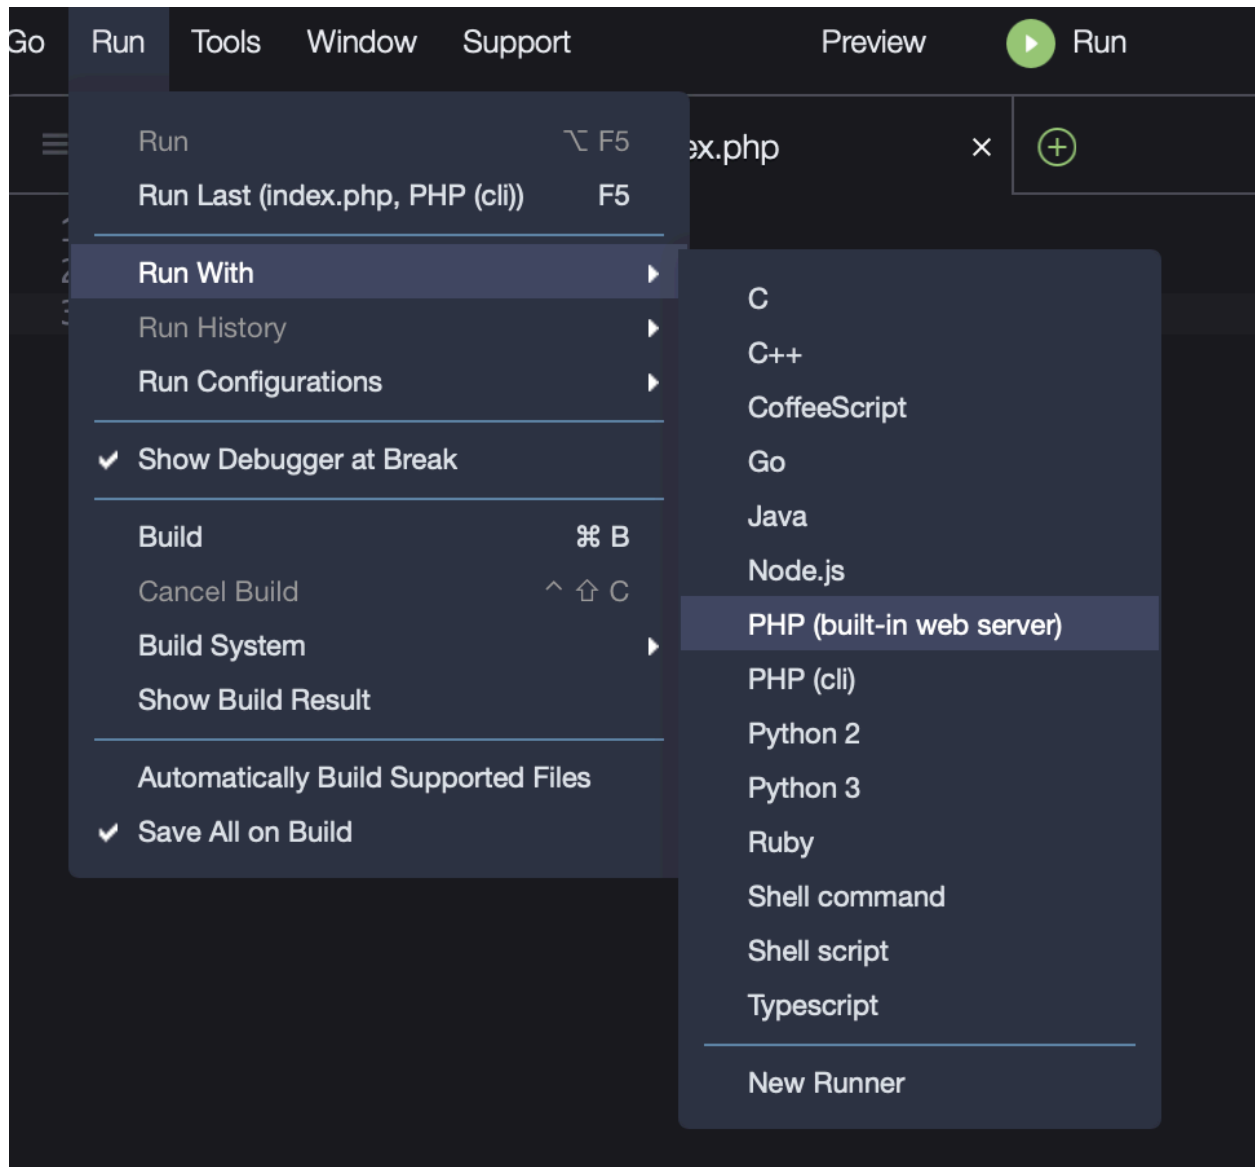 Go Run Tools Window Support Preview Run
Run ⌥ F5
ex.php ×
Run Last (index.php, PHP (cli)) F5
1
2
3
Run With
Run History
Run Configurations
Show Debugger at Break
Build ⌘ B
Cancel Build ^ ⇧ C
Build System
Show Build Result
Automatically Build Supported Files
Save All on Build
C
C++
CoffeeScript
Go
Java
Node.js
PHP (built-in web server)
PHP (cli)
Python 2
Python 3
Ruby
Shell command
Shell script
Typescript
New Runner